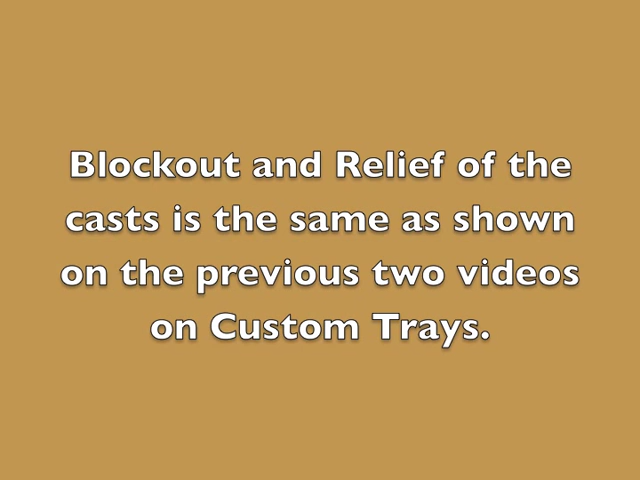 Blockout and Relief of the
casts is the same as shown
on the previous two videos
on Custom Trays.